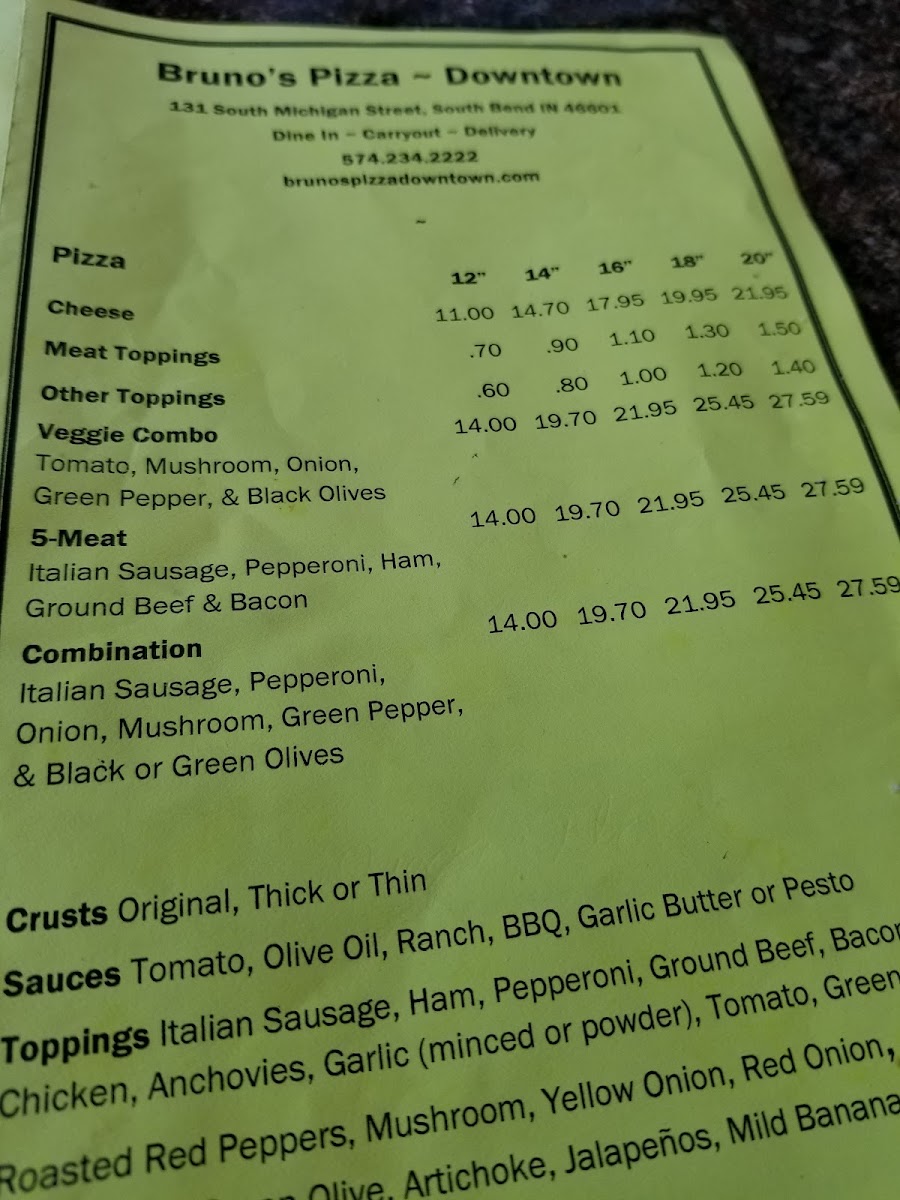 Bruno's Pizza ~ Downtown
131 South Michigan Street, South Bend IN 46601
Dine In ~ Carryout ~ Delivery
574.234.2222
brunospizzadowntown.com
~
Pizza 12" 14" 16" 18" 20"
Cheese 11.00 14.70 17.95 19.95 21.95
Meat Toppings .70 .90 1.10 1.30 1.50
Other Toppings .60 .80 1.00 1.20 1.40
Veggie Combo 14.00 19.70 21.95 25.45 27.59
Tomato, Mushroom, Onion,
Green Pepper, & Black Olives
5-Meat 14.00 19.70 21.95 25.45 27.59
Italian Sausage, Pepperoni, Ham,
Ground Beef & Bacon
Combination 14.00 19.70 21.95 25.45 27.59
Italian Sausage, Pepperoni,
Onion, Mushroom, Green Pepper,
& Black or Green Olives
Crusts Original, Thick or Thin
Sauces Tomato, Olive Oil, Ranch, BBQ, Garlic Butter or Pesto
Toppings Italian Sausage, Ham, Pepperoni, Ground Beef, Bacon
Chicken, Anchovies, Garlic (minced or powder), Tomato, Green
Roasted Red Peppers, Mushroom, Yellow Onion, Red Onion,
Olive, Artichoke, Jalapeños, Mild Banana